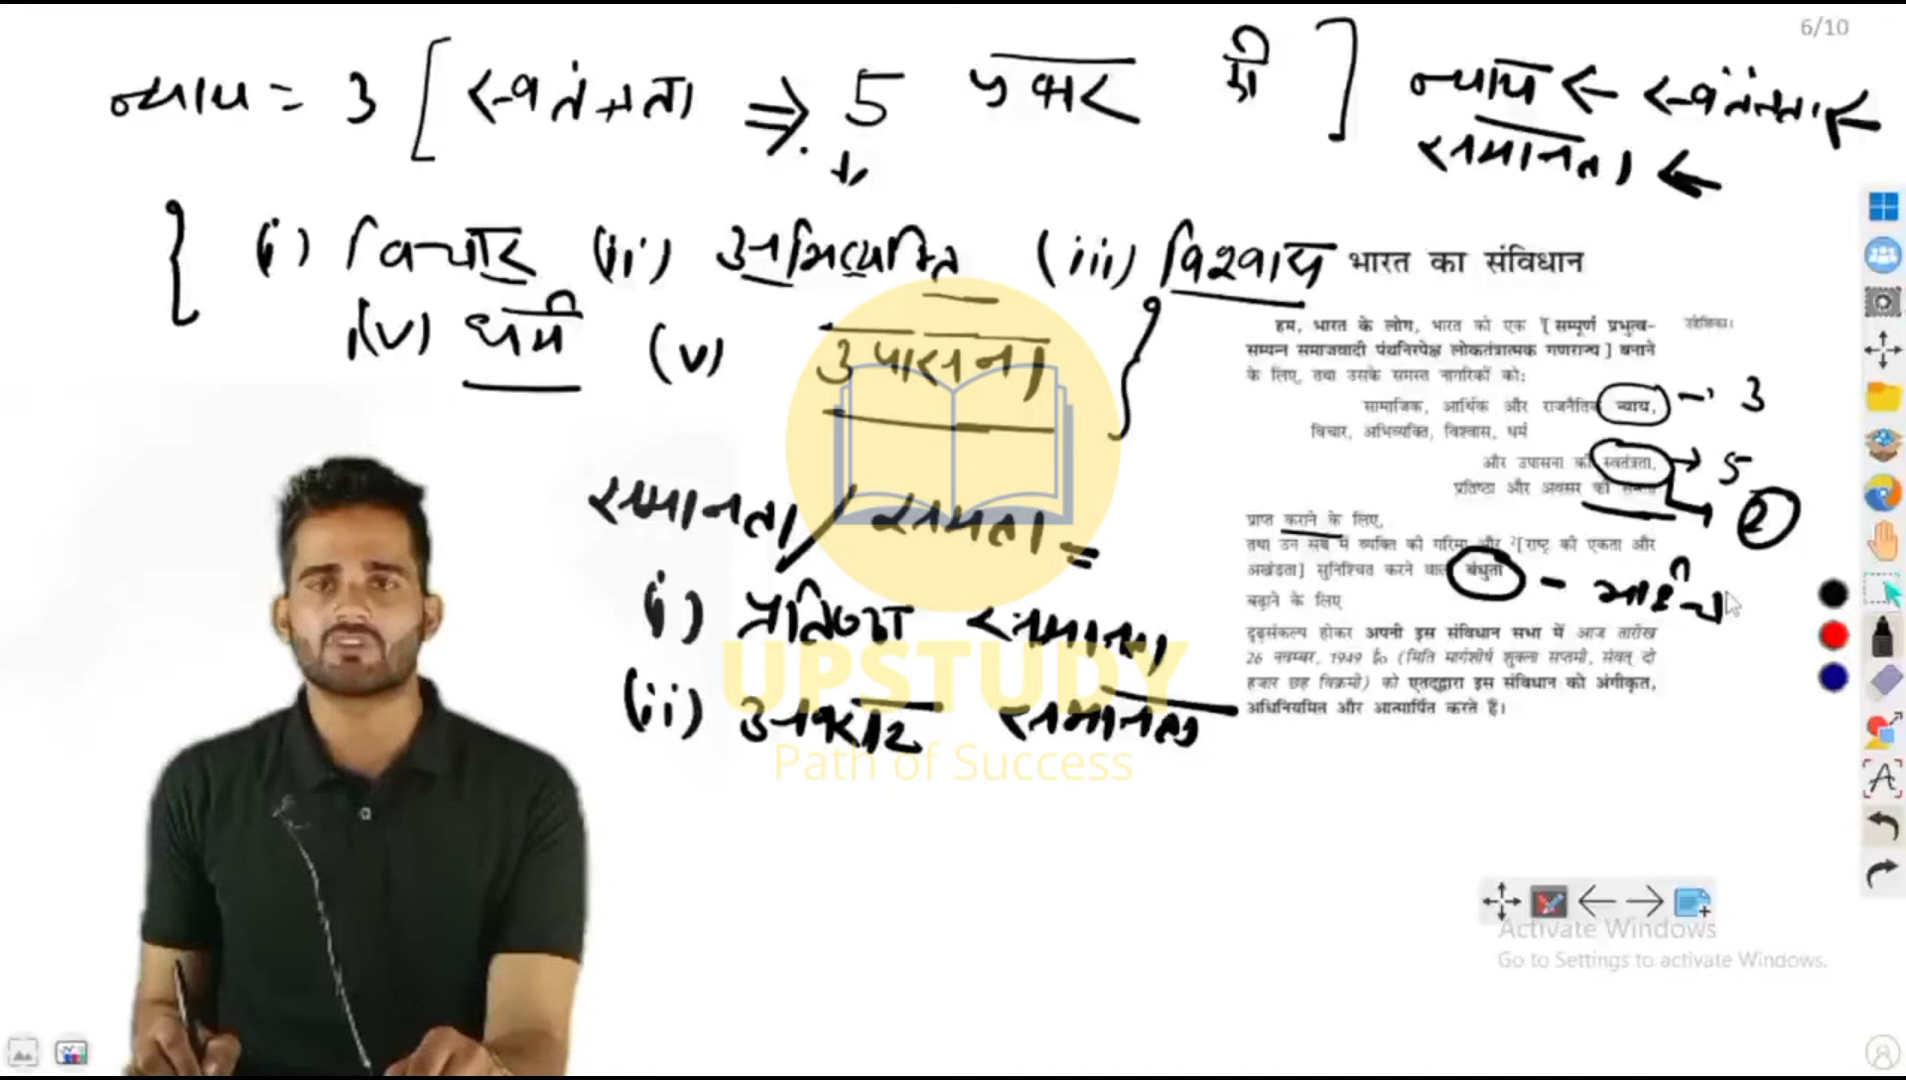 6/10
न्याय = 3 [ स्वतंत्रता ⇒ 5 प्रकार की ]
न्याय ← स्वतंत्रता ←
समानता ←
(i) विचार (ii) अभिव्यक्ति (iii) विश्वास
(iv) धर्म (v) उपासना
समानता / समता =
(i) प्रतिष्ठा समानता
(ii) अवसर समानता
भारत का संविधान
उद्देशिका।
हम, भारत के लोग, भारत को एक ¹[सम्पूर्ण प्रभुत्व-
सम्पन्न समाजवादी पंथनिरपेक्ष लोकतंत्रात्मक गणराज्य] बनाने
के लिए, तथा उसके समस्त नागरिकों को:
सामाजिक, आर्थिक और राजनैतिक न्याय, → 3
विचार, अभिव्यक्ति, विश्वास, धर्म
और उपासना की स्वतंत्रता, → 5
प्रतिष्ठा और अवसर की समता → 2
प्राप्त कराने के लिए,
तथा उन सब में व्यक्ति की गरिमा और ²[राष्ट्र की एकता और
अखंडता] सुनिश्चित करने वाली बंधुता -
बढ़ाने के लिए
दृढ़संकल्प होकर अपनी इस संविधान सभा में आज तारीख
26 नवम्बर, 1949 ई० (मिति मार्गशीर्ष शुक्ला सप्तमी, संवत् दो
हजार छह विक्रमी) को एतद्द्वारा इस संविधान को अंगीकृत,
अधिनियमित और आत्मार्पित करते हैं।
UPSTUDY
Path of Success
Activate Windows
Go to Settings to activate Windows.